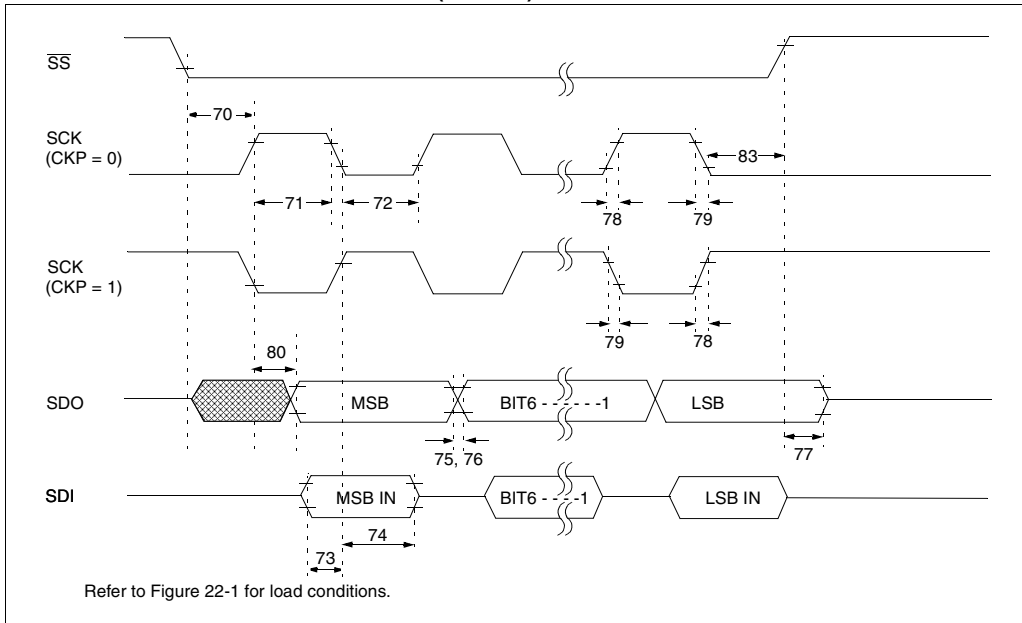 SS
70
SCK
(CKP = 0)
83
71
72
78
79
SCK
(CKP = 1)
79
78
80
SDO
MSB
BIT6 - - - - - -1
LSB
75, 76
77
SDI
MSB IN
BIT6 - - - -1
LSB IN
74
73
Refer to Figure 22-1 for load conditions.